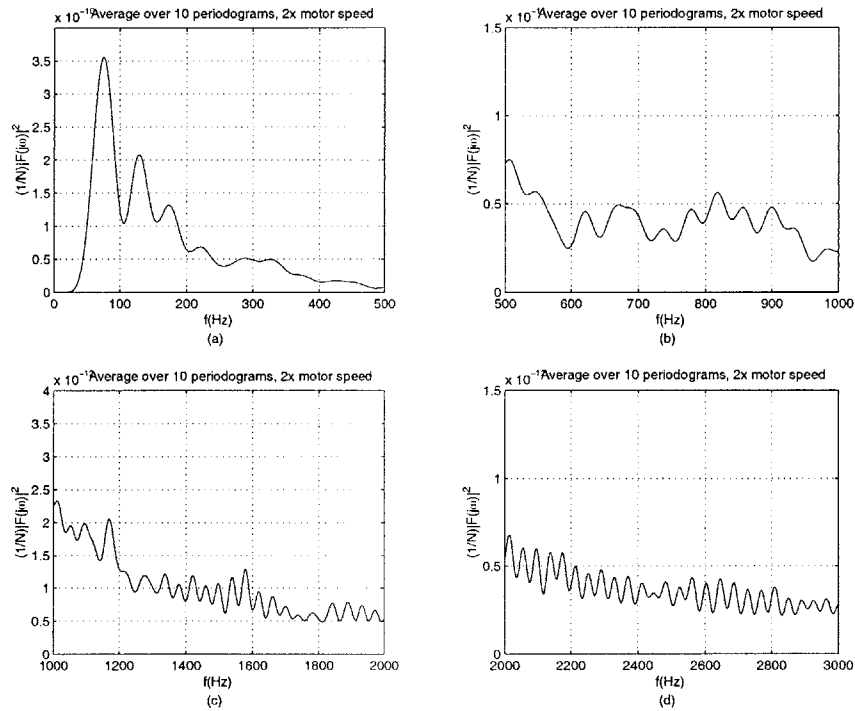 x 10⁻¹⁰Average over 10 periodograms, 2x motor speed
3.5
3
2.5
2
1.5
1
0.5
0
(1/N)|F(jω)|²
0 100 200 300 400 500
f(Hz)
(a)
Average over 10 periodograms, 2x motor speed
1.5
1
0.5
0
(1/N)|F(jω)|²
500 600 700 800 900 1000
f(Hz)
(b)
Average over 10 periodograms, 2x motor speed
4
3.5
3
2.5
2
1.5
1
0.5
0
(1/N)|F(jω)|²
1000 1200 1400 1600 1800 2000
f(Hz)
(c)
Average over 10 periodograms, 2x motor speed
1.5
1
0.5
0
(1/N)|F(jω)|²
2000 2200 2400 2600 2800 3000
f(Hz)
(d)